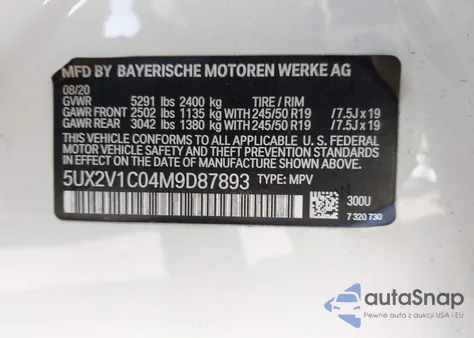 MFD BY BAYERISCHE MOTOREN WERKE AG
08/20
GVWR 5291 lbs 2400 kg TIRE / RIM
GAWR FRONT 2502 lbs 1135 kg WITH 245/50 R19 /7.5J x 19
GAWR REAR 3042 lbs 1380 kg WITH 245/50 R19 /7.5J x 19
THIS VEHICLE CONFORMS TO ALL APPLICABLE U. S. FEDERAL
MOTOR VEHICLE SAFETY, BUMPER, AND THEFT PREVENTION
STANDARDS IN EFFECT ON THE DATE OF MANUFACTURE SHOWN ABOVE.
5UX2V1C04M9D87893 TYPE: MPV
300U
7 320 730
autoSnap
Pewne auta z aukcji USA i EU